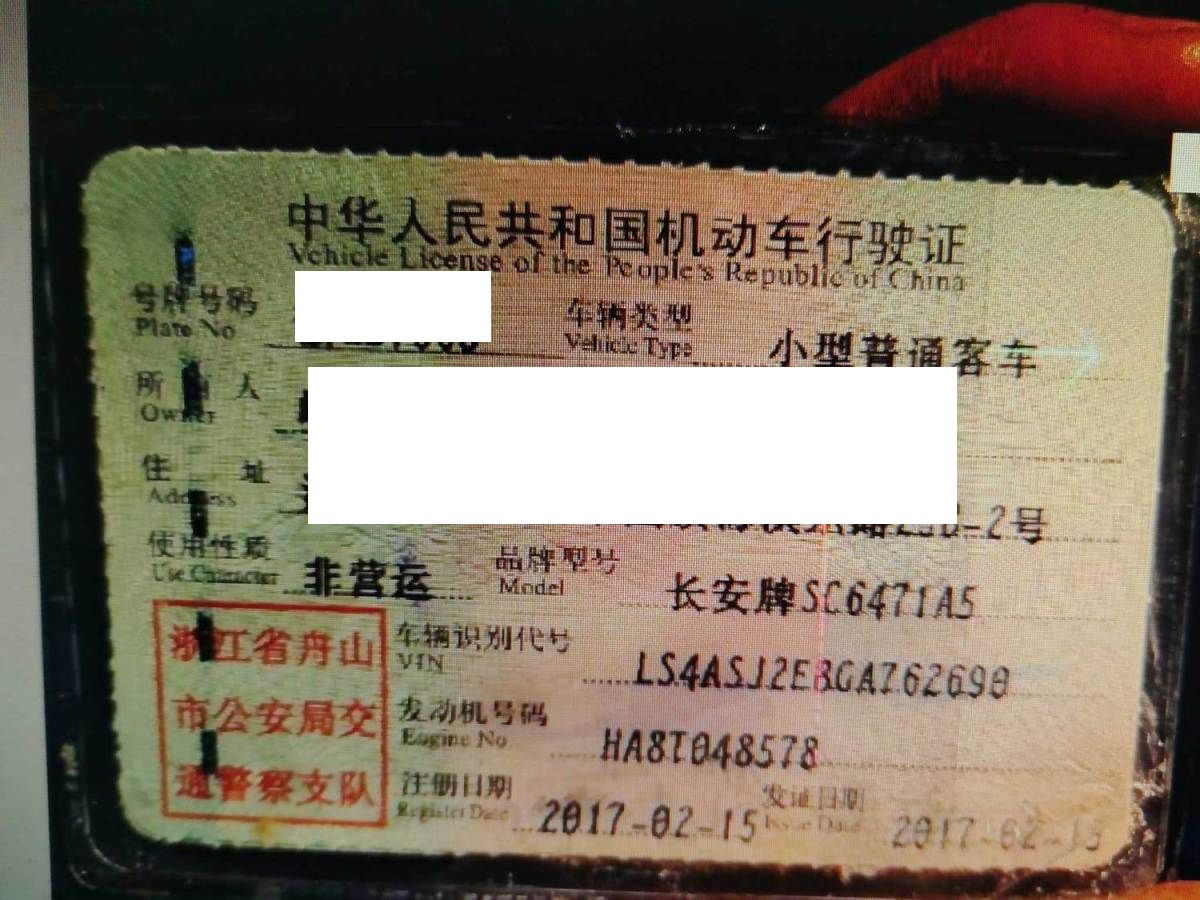 中华人民共和国机动车行驶证
Vehicle License of the People's Republic of China
号牌号码 车辆类型 小型普通客车
Plate No Vehicle Type
所 人
Owner
住 址
Address 2号
使用性质 非营运 品牌型号 长安牌SC6471A5
Use Character Model
浙江省舟山
市公安局交
通警察支队
车辆识别代号
VIN LS4ASJ2E8GA762690
发动机号码
Engine No. HA8T048578
注册日期 2017-02-15 发证日期 2017-02-15
Register Date Issue Date